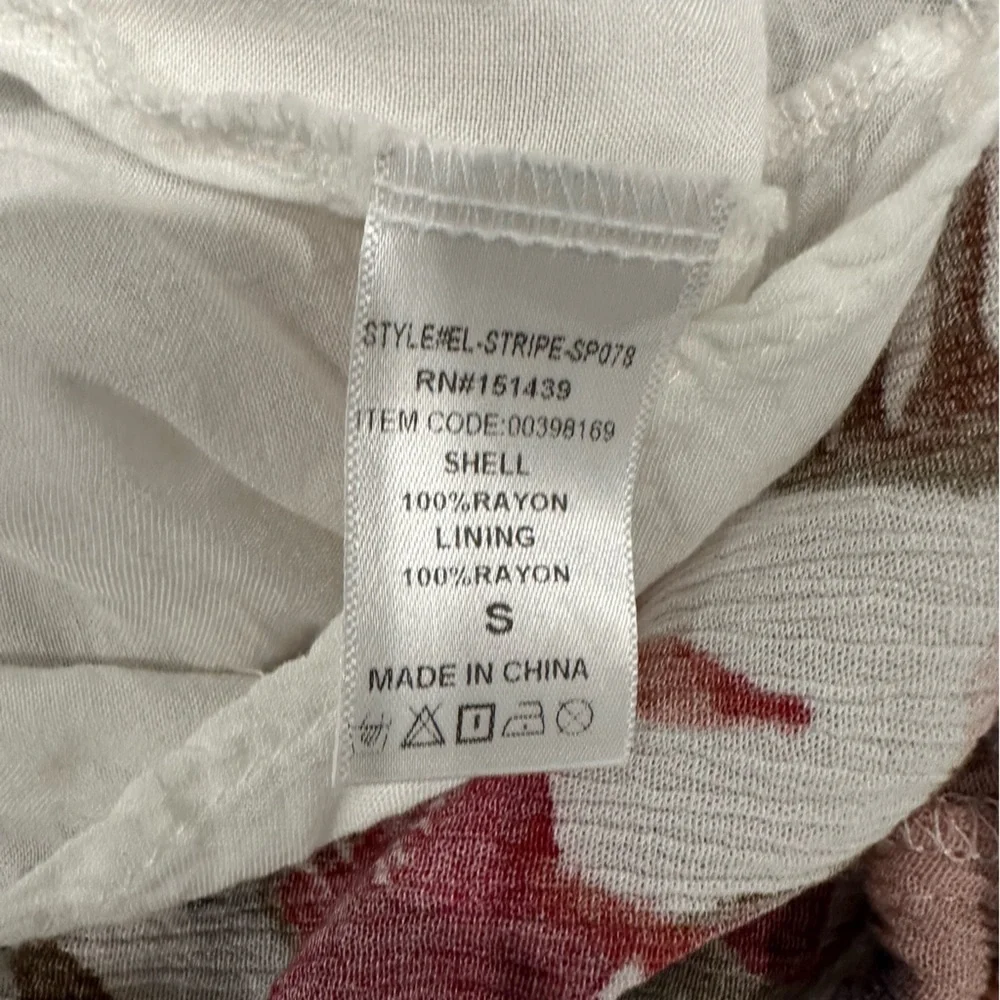 STYLE#EL-STRIPE-SP078
RN#151439
ITEM CODE:00398169
SHELL
100%RAYON
LINING
100%RAYON
S
MADE IN CHINA